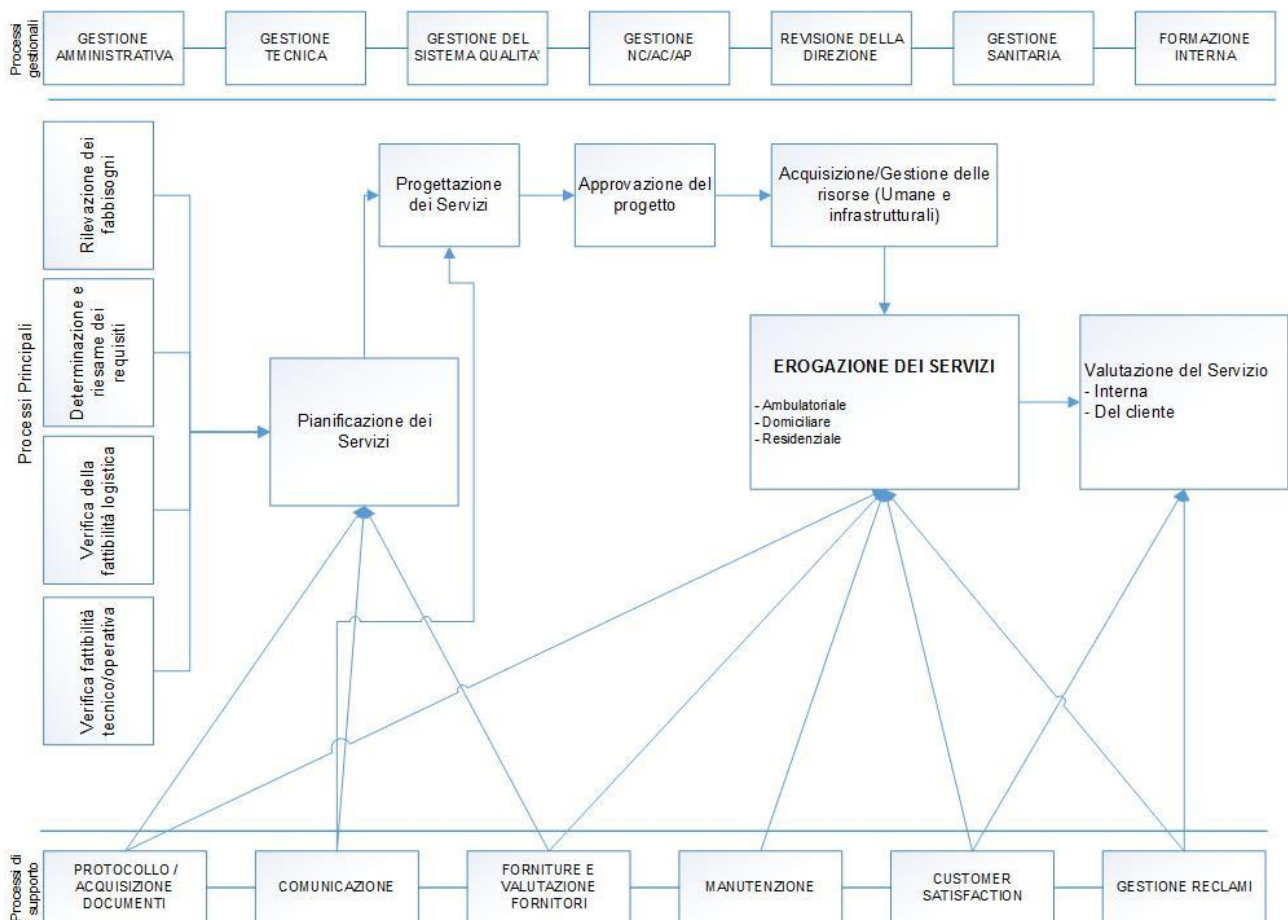 Processi
gestionali
GESTIONE
AMMINISTRATIVA
GESTIONE
TECNICA
GESTIONE DEL
SISTEMA QUALITA'
GESTIONE
NC/AC/AP
REVISIONE DELLA
DIREZIONE
GESTIONE
SANITARIA
FORMAZIONE
INTERNA
Processi Principali
Rilevazione dei
fabbisogni
Determinazione e
riesame dei
requisiti
Verifica della
fattibilità logistica
Verifica fattibilità
tecnico/operativa
Pianificazione dei
Servizi
Progettazione
dei Servizi
Approvazione del
progetto
Acquisizione/Gestione delle
risorse (Umane e
infrastrutturali)
EROGAZIONE DEI SERVIZI
- Ambulatoriale
- Domiciliare
- Residenziale
Valutazione del Servizio
- Interna
- Del cliente
Processi di
supporto
PROTOCOLLO /
ACQUISIZIONE
DOCUMENTI
COMUNICAZIONE
FORNITURE E
VALUTAZIONE
FORNITORI
MANUTENZIONE
CUSTOMER
SATISFACTION
GESTIONE RECLAMI